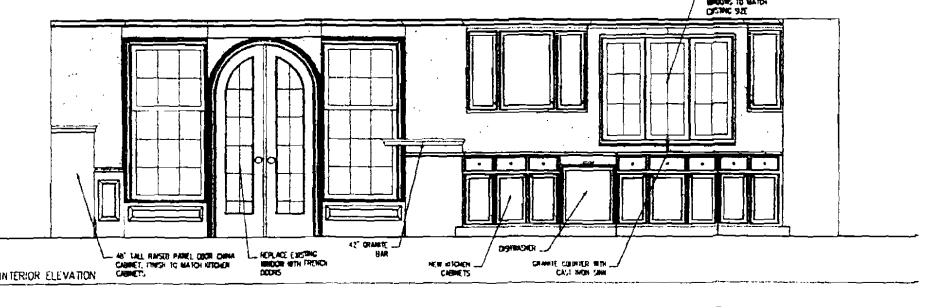 WINDOWS TO MATCH
EXISTING SIZE
48" TALL RAISED PANEL DOOR CHINA
CABINET, FINISH TO MATCH KITCHEN
CABINETS
REPLACE EXISTING
WINDOW WITH FRENCH
DOORS
42" GRANITE
BAR
NEW KITCHEN
CABINETS
DISHWASHER
GRANITE COUNTER WITH
CAST IRON SINK
INTERIOR ELEVATION